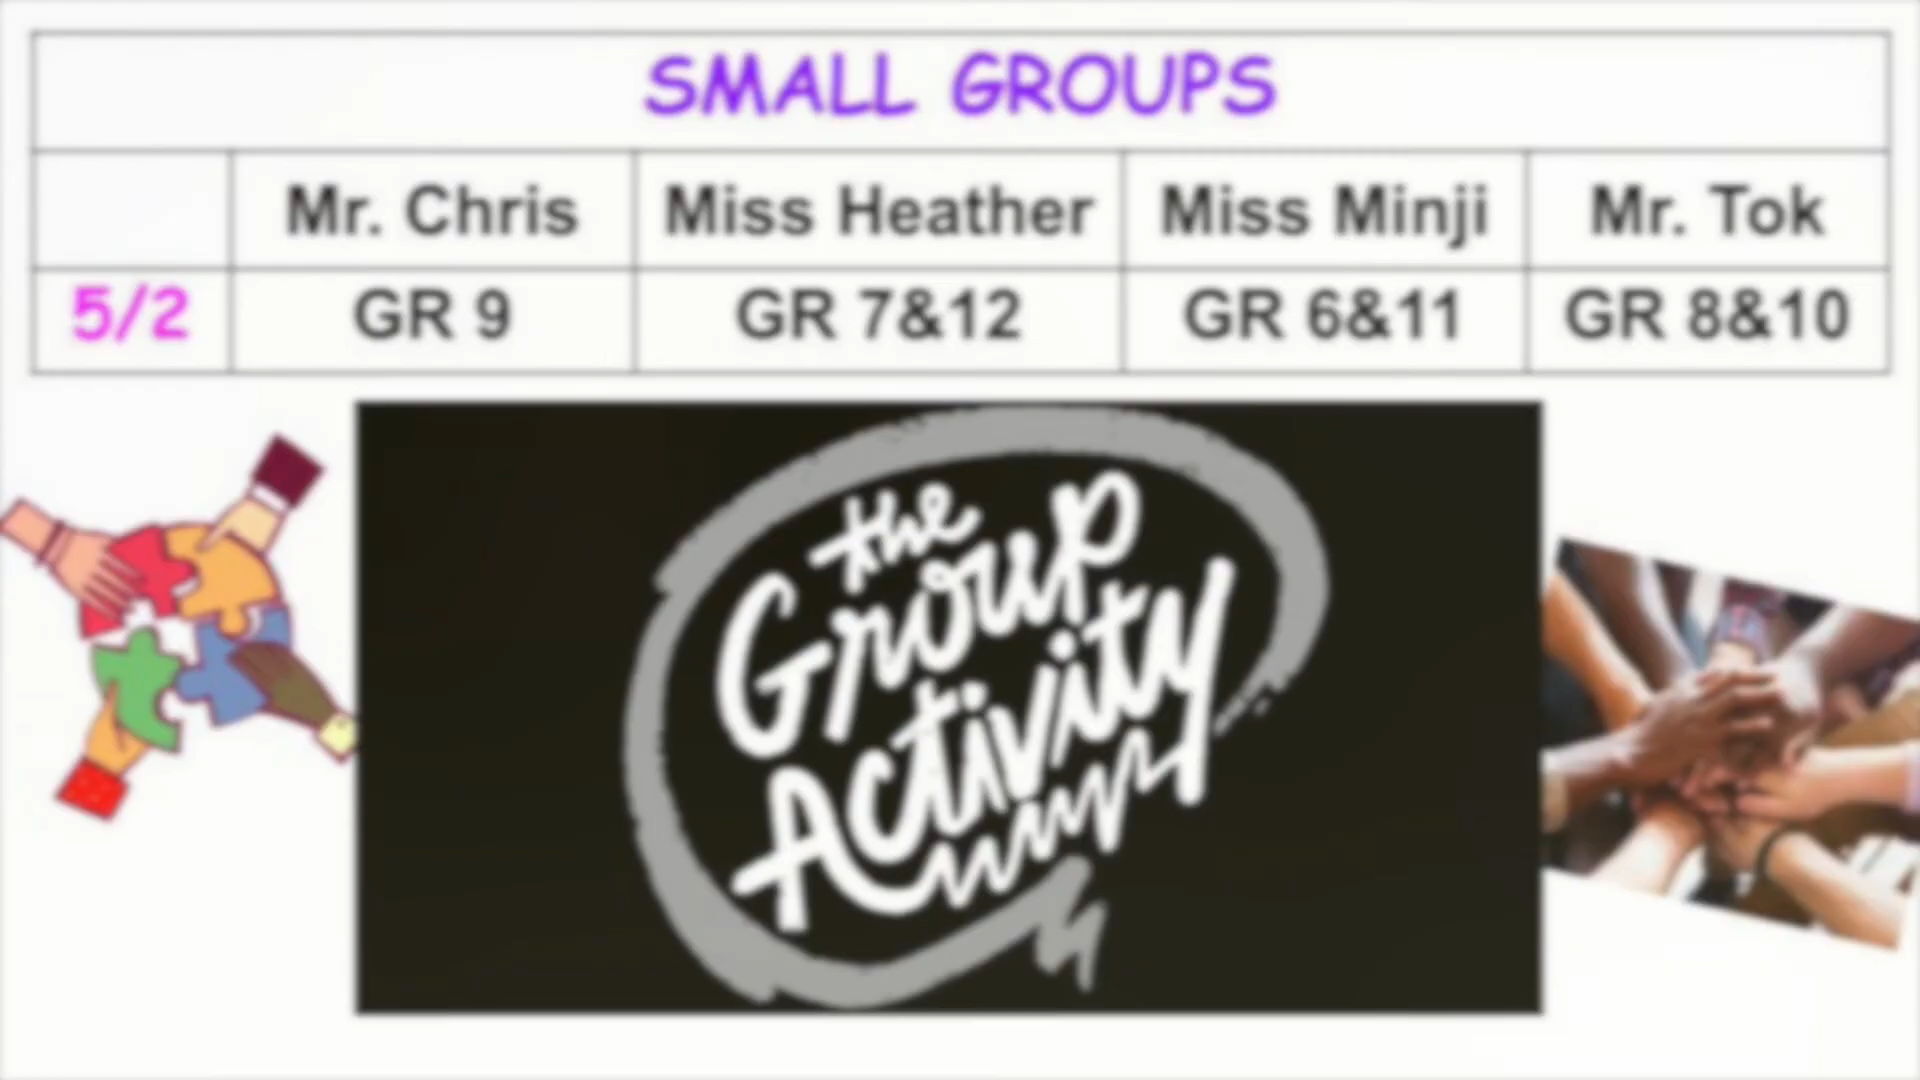 SMALL GROUPS
Mr. Chris Miss Heather Miss Minji Mr. Tok
5/2 GR 9 GR 7&12 GR 6&11 GR 8&10
the
Group
Activity